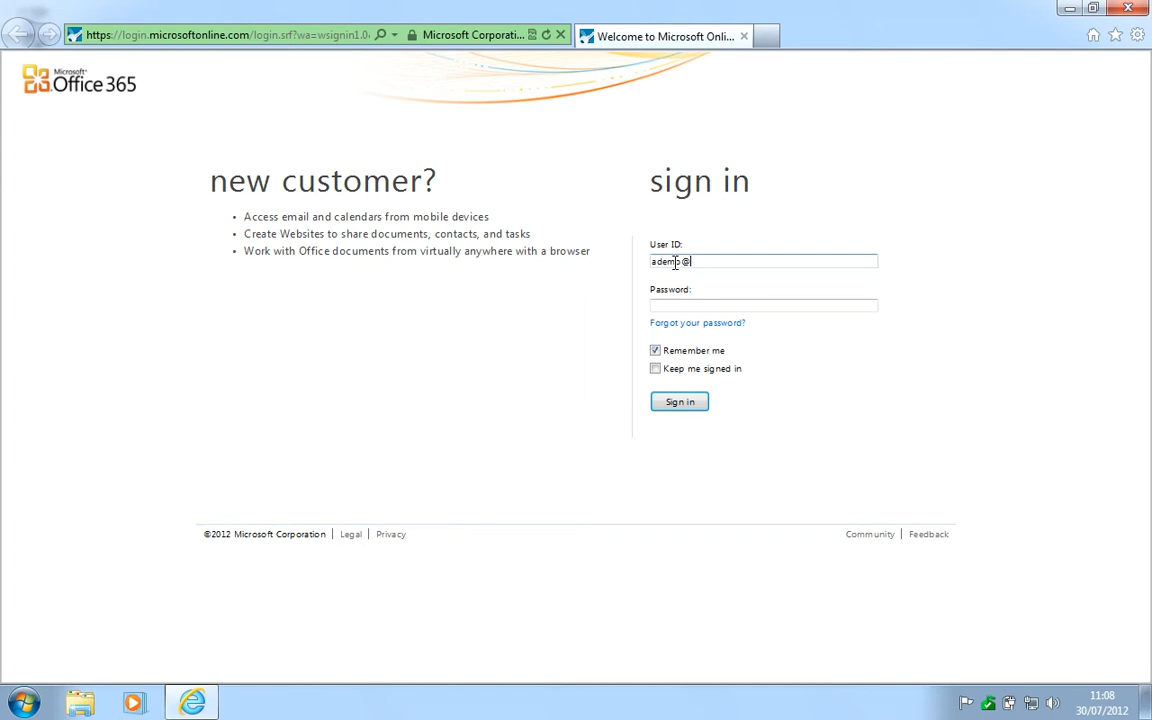 https://login.microsoftonline.com/login.srf?wa=wsignin1.0
Microsoft Corporati...
Welcome to Microsoft Onli...
Microsoft
Office 365
new customer?
• Access email and calendars from mobile devices
• Create Websites to share documents, contacts, and tasks
• Work with Office documents from virtually anywhere with a browser
sign in
User ID:
ademo@
Password:
Forgot your password?
Remember me
Keep me signed in
Sign in
©2012 Microsoft Corporation | Legal | Privacy
Community | Feedback
11:08
30/07/2012